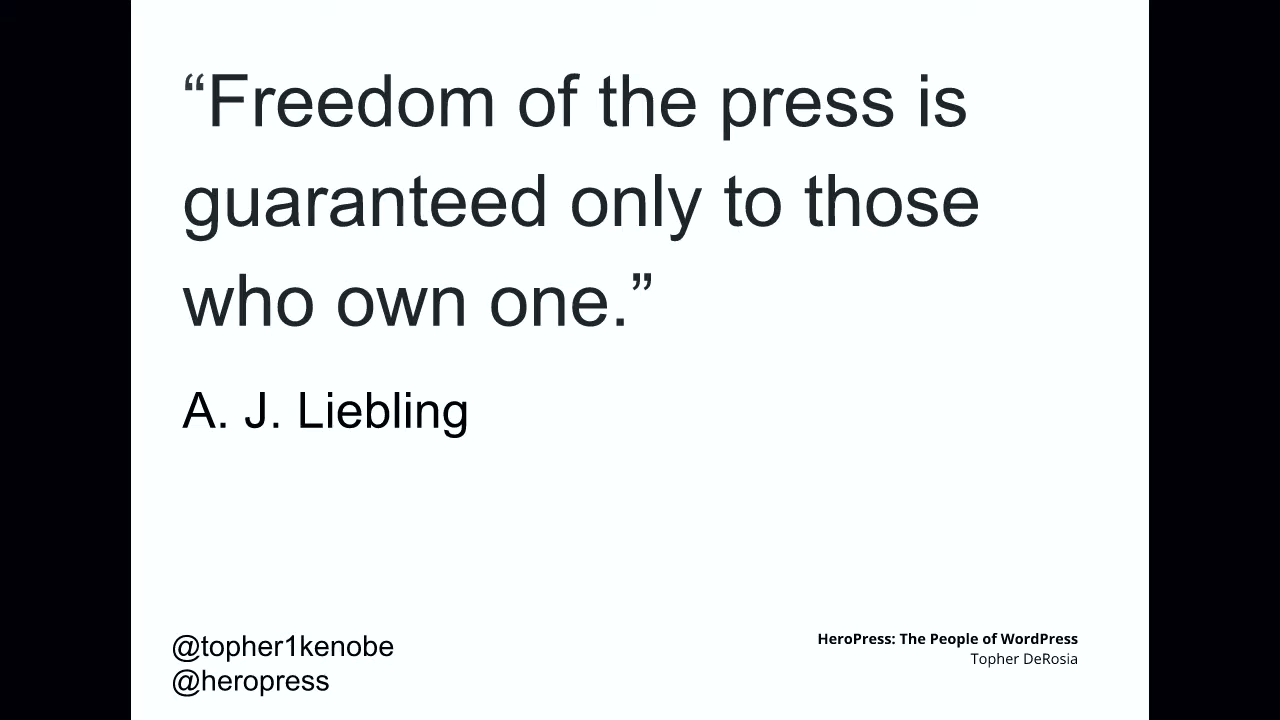 “Freedom of the press is
guaranteed only to those
who own one.”
A. J. Liebling
@topher1kenobe
@heropress
HeroPress: The People of WordPress
Topher DeRosia